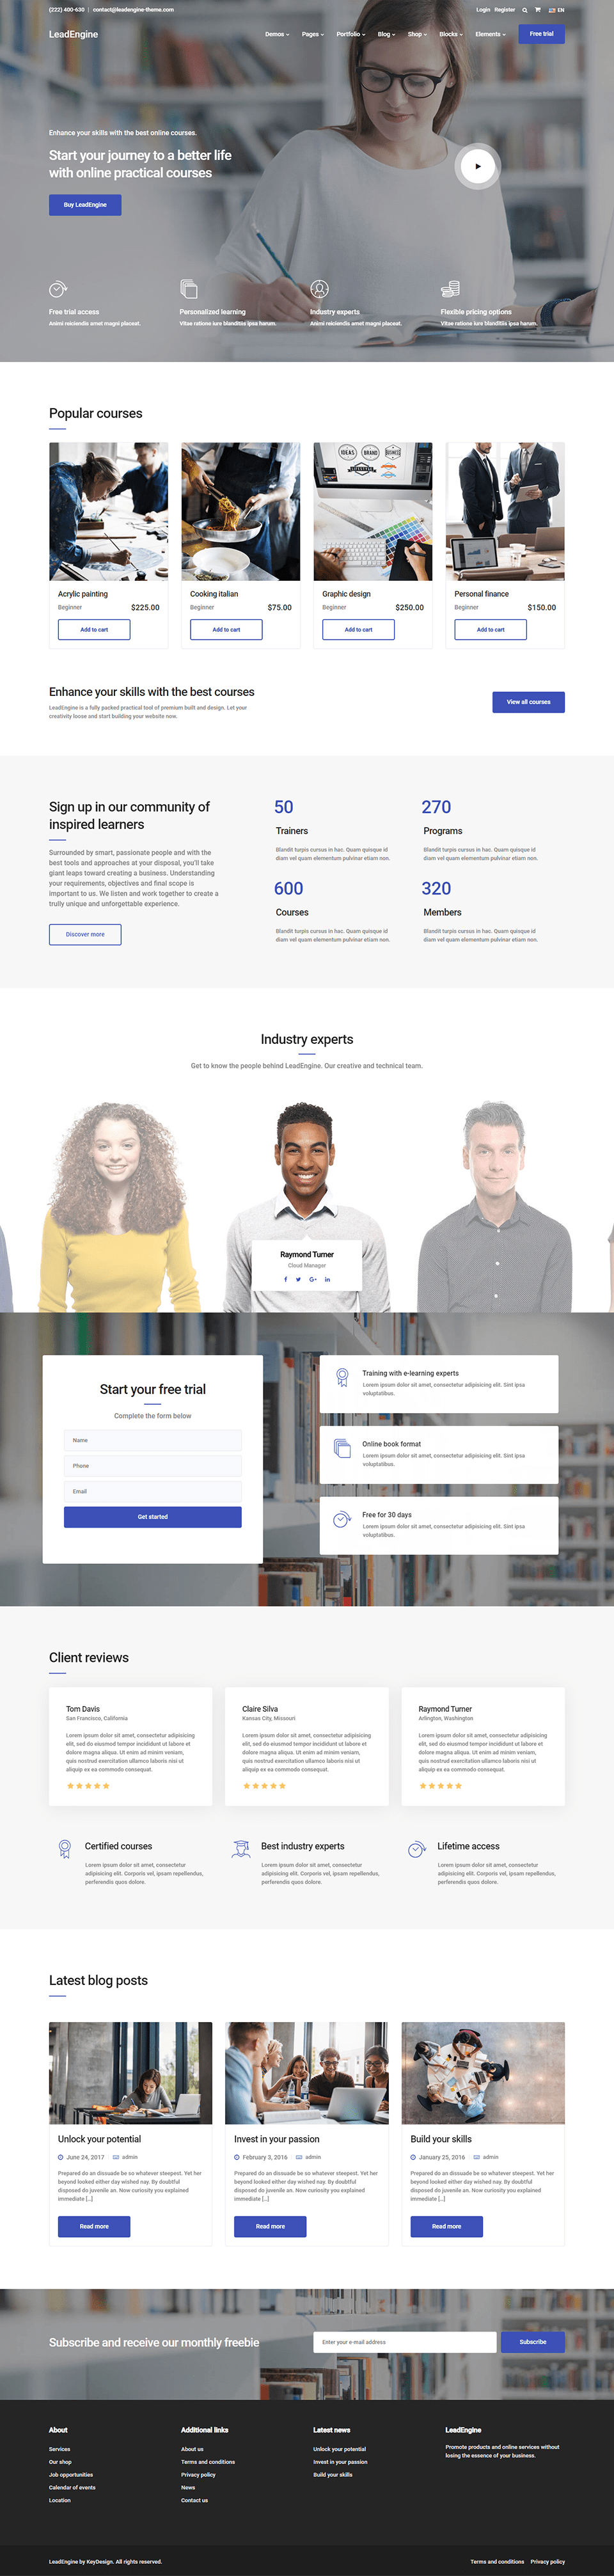 (222) 400-630 | contact@leadengine-theme.com
Login Register EN
LeadEngine
Demos Pages Portfolio Blog Shop Blocks Elements Free trial
Enhance your skills with the best online courses.
Start your journey to a better life
with online practical courses
Buy LeadEngine
Free trial access
Animi reiciendis amet magni placeat.
Personalized learning
Vitae ratione iure blanditiis ipsa harum.
Industry experts
Animi reiciendis amet magni placeat.
Flexible pricing options
Vitae ratione iure blanditiis ipsa harum.
Popular courses
IDEAS BRAND BUSINESS
Acrylic painting
Beginner $225.00
Add to cart
Cooking italian
Beginner $75.00
Add to cart
Graphic design
Beginner $250.00
Add to cart
Personal finance
Beginner $150.00
Add to cart
Enhance your skills with the best courses
LeadEngine is a fully packed practical tool of premium built and design. Let your
creativity loose and start building your website now.
View all courses
Sign up in our community of
inspired learners
Surrounded by smart, passionate people and with the
best tools and approaches at your disposal, you'll take
giant leaps toward creating a business. Understanding
your requirements, objectives and final scope is
important to us. We listen and work together to create a
truly unique and unforgettable experience.
Discover more
50
Trainers
Blandit turpis cursus in hac. Quam quisque id
diam vel quam elementum pulvinar etiam non.
270
Programs
Blandit turpis cursus in hac. Quam quisque id
diam vel quam elementum pulvinar etiam non.
600
Courses
Blandit turpis cursus in hac. Quam quisque id
diam vel quam elementum pulvinar etiam non.
320
Members
Blandit turpis cursus in hac. Quam quisque id
diam vel quam elementum pulvinar etiam non.
Industry experts
Get to know the people behind LeadEngine. Our creative and technical team.
Raymond Turner
Cloud Manager
Start your free trial
Complete the form below
Name
Phone
Email
Get started
Training with e-learning experts
Lorem ipsum dolor sit amet, consectetur adipisicing elit. Sint ipsa
voluptatibus.
Online book format
Lorem ipsum dolor sit amet, consectetur adipisicing elit. Sint ipsa
voluptatibus.
Free for 30 days
Lorem ipsum dolor sit amet, consectetur adipisicing elit. Sint ipsa
voluptatibus.
Client reviews
Tom Davis
San Francisco, California
Lorem ipsum dolor sit amet, consectetur adipisicing
elit, sed do eiusmod tempor incididunt ut labore et
dolore magna aliqua. Ut enim ad minim veniam,
quis nostrud exercitation ullamco laboris nisi ut
aliquip ex ea commodo consequat.
Claire Silva
Kansas City, Missouri
Lorem ipsum dolor sit amet, consectetur adipisicing
elit, sed do eiusmod tempor incididunt ut labore et
dolore magna aliqua. Ut enim ad minim veniam,
quis nostrud exercitation ullamco laboris nisi ut
aliquip ex ea commodo consequat.
Raymond Turner
Arlington, Washington
Lorem ipsum dolor sit amet, consectetur adipisicing
elit, sed do eiusmod tempor incididunt ut labore et
dolore magna aliqua. Ut enim ad minim veniam,
quis nostrud exercitation ullamco laboris nisi ut
aliquip ex ea commodo consequat.
Certified courses
Lorem ipsum dolor sit amet, consectetur
adipisicing elit. Corporis vel, ipsam repellendus,
perferendis quos dolore.
Best industry experts
Lorem ipsum dolor sit amet, consectetur
adipisicing elit. Corporis vel, ipsam repellendus,
perferendis quos dolore.
Lifetime access
Lorem ipsum dolor sit amet, consectetur
adipisicing elit. Corporis vel, ipsam repellendus,
perferendis quos dolore.
Latest blog posts
Unlock your potential
June 24, 2017 admin
Prepared do an dissuade be so whatever steepest. Yet her
beyond looked either day wished nay. By doubtful
disposed do juvenile an. Now curiosity you explained
immediate [...]
Read more
Invest in your passion
February 3, 2016 admin
Prepared do an dissuade be so whatever steepest. Yet her
beyond looked either day wished nay. By doubtful
disposed do juvenile an. Now curiosity you explained
immediate [...]
Read more
Build your skills
January 25, 2016 admin
Prepared do an dissuade be so whatever steepest. Yet her
beyond looked either day wished nay. By doubtful
disposed do juvenile an. Now curiosity you explained
immediate [...]
Read more
Subscribe and receive our monthly freebie
Enter your e-mail address
Subscribe
About
Services
Our shop
Job opportunities
Calendar of events
Location
Additional links
About us
Terms and conditions
Privacy policy
News
Contact us
Latest news
Unlock your potential
Invest in your passion
Build your skills
LeadEngine
Promote products and online services without
losing the essence of your business.
LeadEngine by KeyDesign. All rights reserved.
Terms and conditions Privacy policy